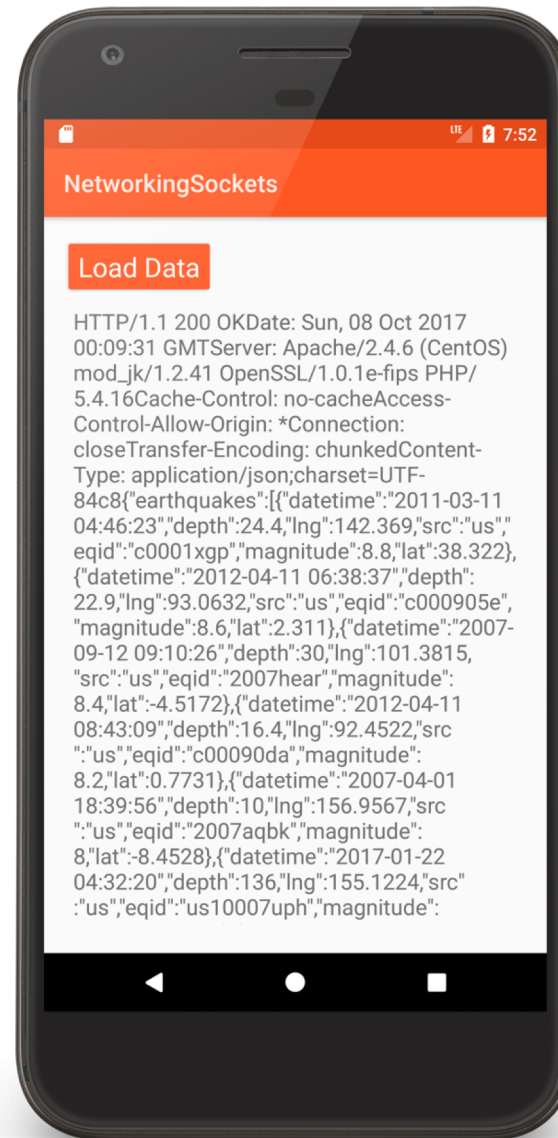 LTE 7:52
NetworkingSockets
Load Data
HTTP/1.1 200 OKDate: Sun, 08 Oct 2017
00:09:31 GMTServer: Apache/2.4.6 (CentOS)
mod_jk/1.2.41 OpenSSL/1.0.1e-fips PHP/
5.4.16Cache-Control: no-cacheAccess-
Control-Allow-Origin: *Connection:
closeTransfer-Encoding: chunkedContent-
Type: application/json;charset=UTF-
84c8{"earthquakes":[{"datetime":"2011-03-11
04:46:23","depth":24.4,"lng":142.369,"src":"us","
eqid":"c0001xgp","magnitude":8.8,"lat":38.322},
{"datetime":"2012-04-11 06:38:37","depth":
22.9,"lng":93.0632,"src":"us","eqid":"c000905e",
"magnitude":8.6,"lat":2.311},{"datetime":"2007-
09-12 09:10:26","depth":30,"lng":101.3815,
"src":"us","eqid":"2007hear","magnitude":
8.4,"lat":-4.5172},{"datetime":"2012-04-11
08:43:09","depth":16.4,"lng":92.4522,"src
":"us","eqid":"c00090da","magnitude":
8.2,"lat":0.7731},{"datetime":"2007-04-01
18:39:56","depth":10,"lng":156.9567,"src
":"us","eqid":"2007aqbk","magnitude":
8,"lat":-8.4528},{"datetime":"2017-01-22
04:32:20","depth":136,"lng":155.1224,"src"
:"us","eqid":"us10007uph","magnitude":